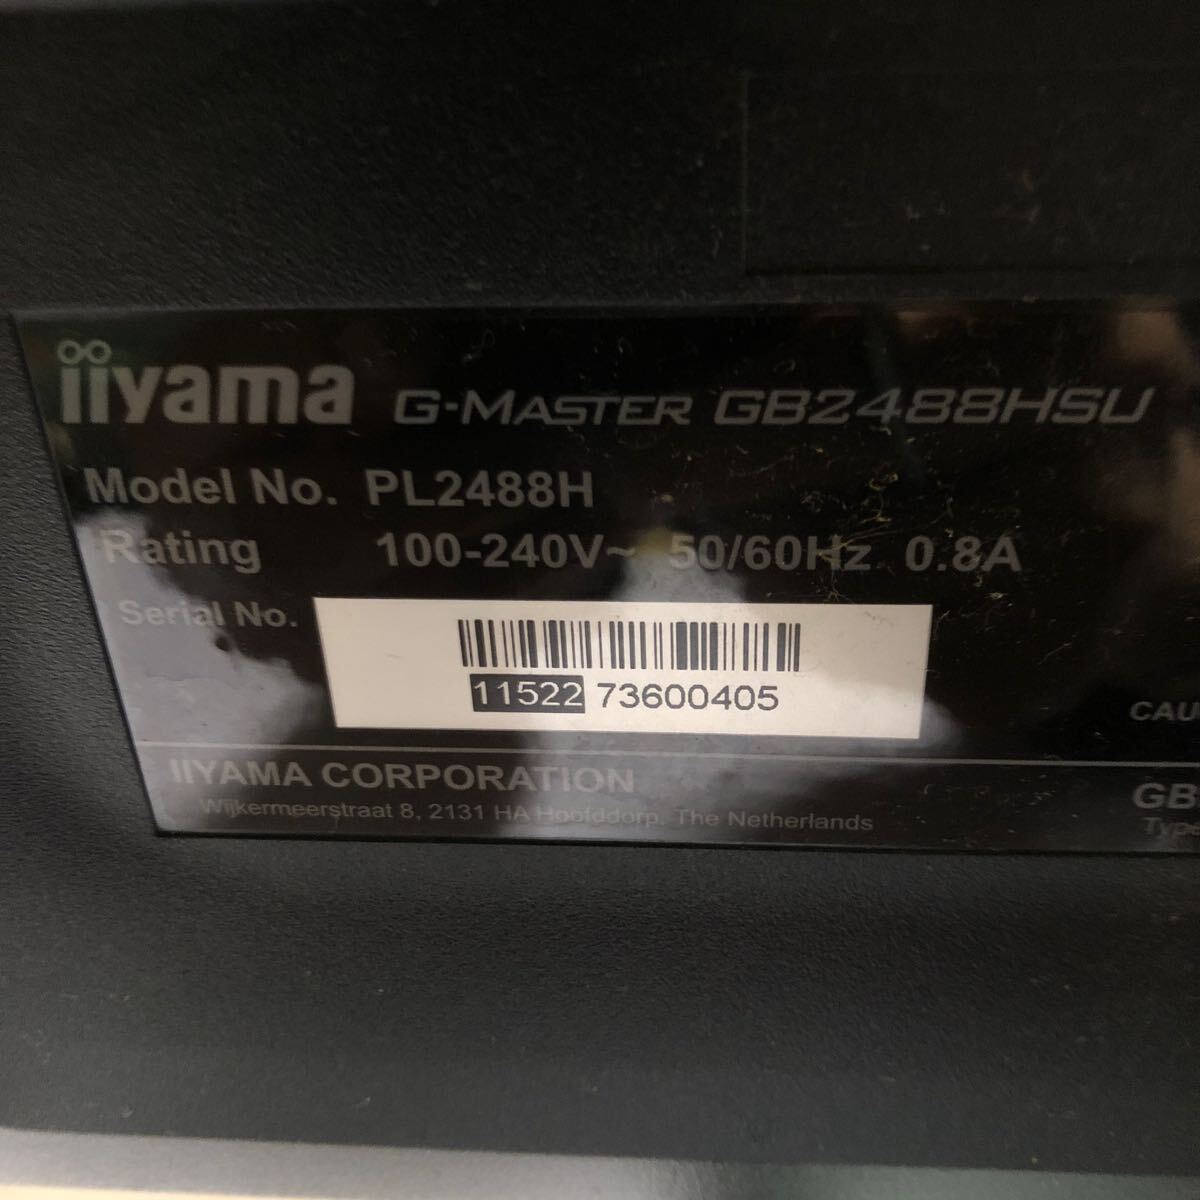 iiyama G-MASTER GB2488HSU
Model No. PL2488H
Rating 100-240V~ 50/60Hz 0.8A
Serial No.
11522 73600405
CAU
IIYAMA CORPORATION
Wijkermeerstraat 8, 2131 HA Hoofddorp, The Netherlands
GB
Type